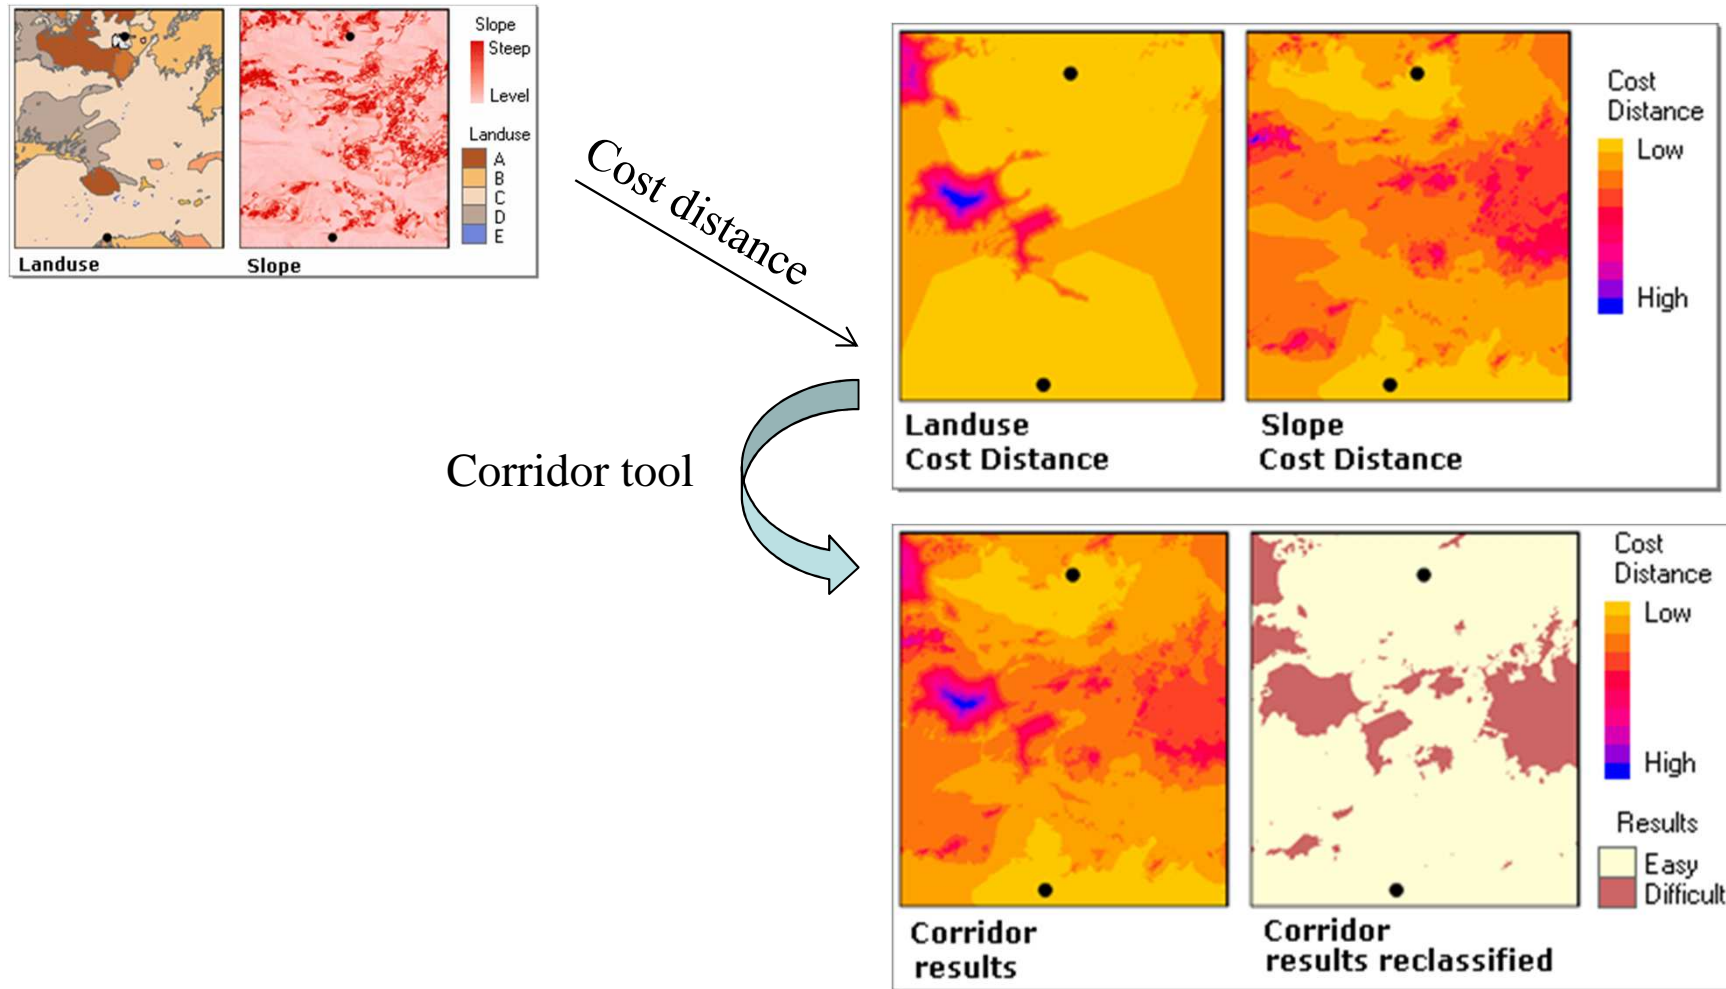 Slope
Steep
Level
Landuse
A
B
C
D
E
Landuse
Slope
Cost distance
Cost
Distance
Low
High
Landuse
Cost Distance
Slope
Cost Distance
Corridor tool
Cost
Distance
Low
High
Results
Easy
Difficult
Corridor
results
Corridor
results reclassified